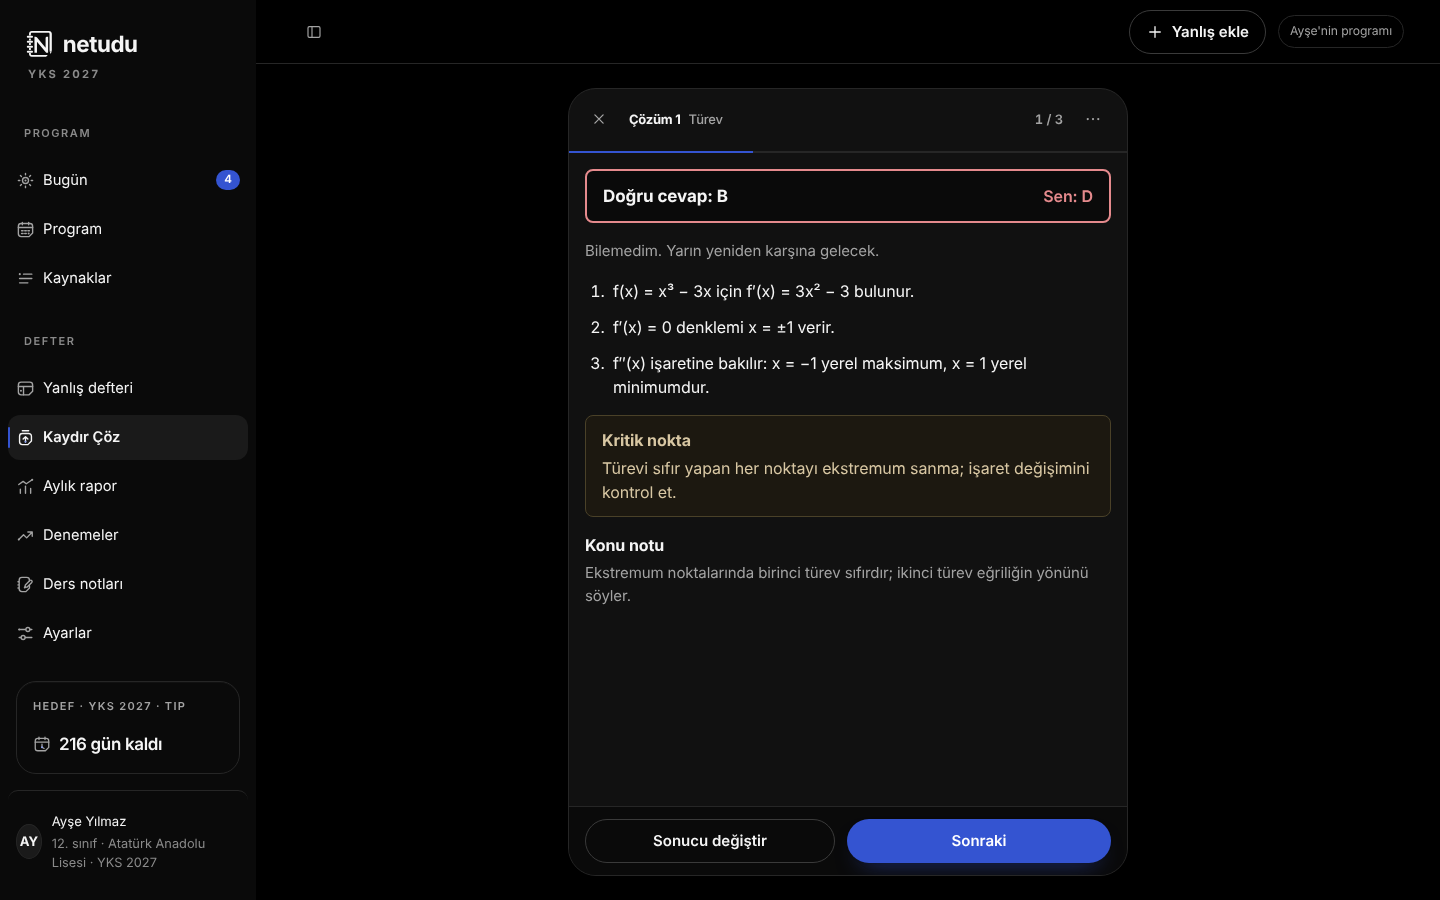 netudu
YKS 2027
PROGRAM
Bugün 4
Program
Kaynaklar
DEFTER
Yanlış defteri
Kaydır Çöz
Aylık rapor
Denemeler
Ders notları
Ayarlar
HEDEF · YKS 2027 · TIP
216 gün kaldı
AY
Ayşe Yılmaz
12. sınıf · Atatürk Anadolu
Lisesi · YKS 2027
Yanlış ekle
Ayşe'nin programı
Çözüm 1 Türev
1 / 3
Doğru cevap: B
Sen: D
Bilemedim. Yarın yeniden karşına gelecek.
1. f(x) = x³ − 3x için f′(x) = 3x² − 3 bulunur.
2. f′(x) = 0 denklemi x = ±1 verir.
3. f″(x) işaretine bakılır: x = −1 yerel maksimum, x = 1 yerel
minimumdur.
Kritik nokta
Türevi sıfır yapan her noktayı ekstremum sanma; işaret değişimini
kontrol et.
Konu notu
Ekstremum noktalarında birinci türev sıfırdır; ikinci türev eğriliğin yönünü
söyler.
Sonucu değiştir
Sonraki